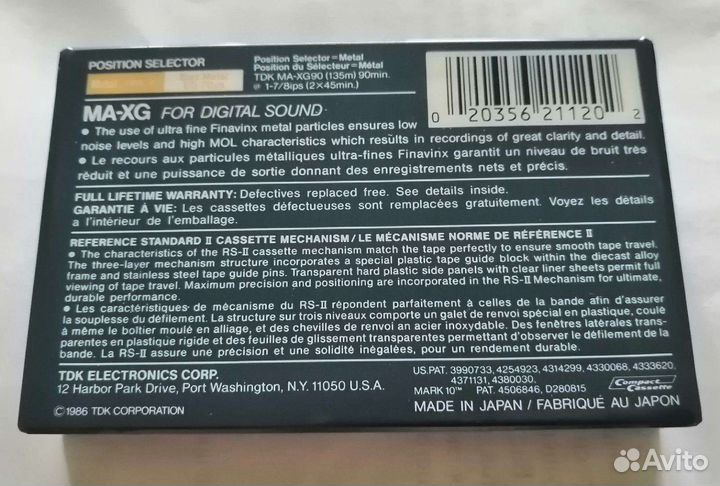 POSITION SELECTOR
Position Selector=Metal
Position du Sélecteur=Métal
TDK MA-XG90 (135m) 90min.
@ 1-7/8ips (2×45min.)
0 20356 21120 2
MA-XG FOR DIGITAL SOUND
• The use of ultra fine Finavinx metal particles ensures low
noise levels and high MOL characteristics which results in recordings of great clarity and detail.
• Le recours aux particules métalliques ultra-fines Finavinx garantit un niveau de bruit très
réduit et une puissance de sortie donnant des enregistrements nets et précis.
FULL LIFETIME WARRANTY: Defectives replaced free. See details inside.
GARANTIE À VIE: Les cassettes défectueuses sont remplacées gratuitement. Voyez les détails
a l'interieur de l'emballage.
REFERENCE STANDARD II CASSETTE MECHANISM/LE MÉCANISME NORME DE RÉFÉRENCE II
• The characteristics of the RS-II cassette mechanism match the tape perfectly to ensure smooth tape travel.
The three-layer mechanism structure incorporates a special plastic tape guide block within the diecast alloy
frame and stainless steel tape guide pins. Transparent hard plastic side panels with clear liner sheets permit full
viewing of tape travel. Maximum precision and positioning are incorporated in the RS-II Mechanism for ultimate,
durable performance.
• Les caractéristiques de mécanisme du RS-II répondent parfaitement à celles de la bande afin d'assurer
la souplesse du défilement. La structure sur trois niveaux comporte un galet de renvoi spécial en plastique, coulé
à même le boîtier moulé en alliage, et des chevilles de renvoi an acier inoxydable. Des fenêtres latérales trans-
parentes en plastique rigide et des feuilles de glissement transparentes permettant d'observer le défilement de la
bande. La RS-II assure une précision et une solidité inégalées, pour un rendement durable.
TDK ELECTRONICS CORP.
12 Harbor Park Drive, Port Washington, N.Y. 11050 U.S.A.
US.PAT. 3990733, 4254923, 4314299, 4330068, 4333620,
4371131, 4380030.
MARK 10™ PAT. 4506846, D280815
Compact Cassette
©1986 TDK CORPORATION
MADE IN JAPAN / FABRIQUÉ AU JAPON
Avito